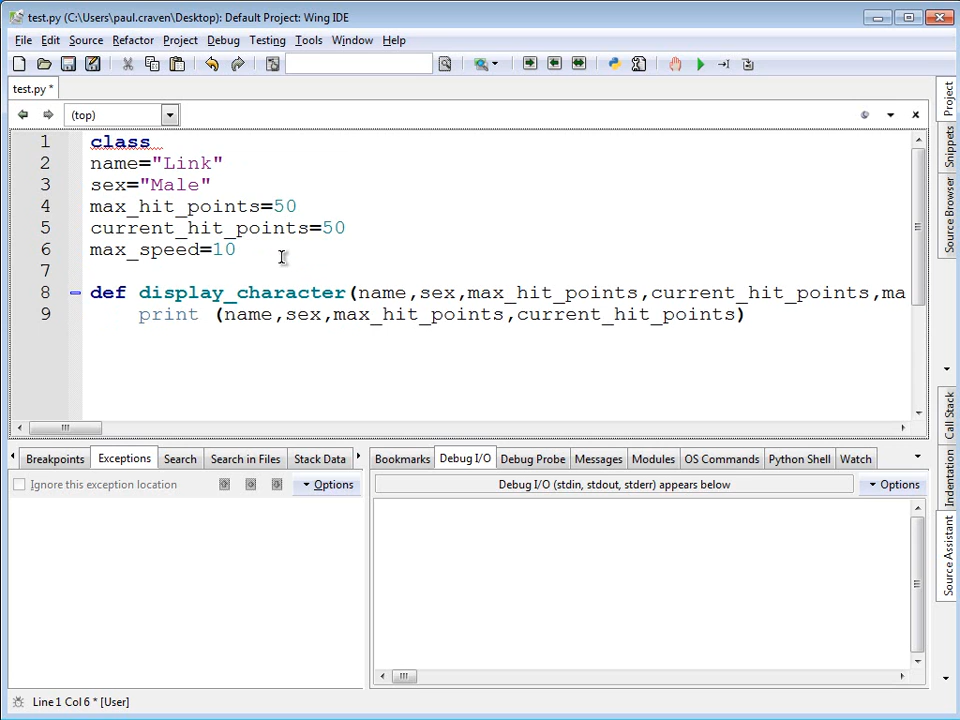 test.py (C:\Users\paul.craven\Desktop): Default Project: Wing IDE
File Edit Source Refactor Project Debug Testing Tools Window Help
test.py *
(top)
1 class
2 name="Link"
3 sex="Male"
4 max_hit_points=50
5 current_hit_points=50
6 max_speed=10
7
8 def display_character(name,sex,max_hit_points,current_hit_points,ma
9 print (name,sex,max_hit_points,current_hit_points)
Project
Snippets
Source Browser
Call Stack
Indentation
Source Assistant
Breakpoints Exceptions Search Search in Files Stack Data
Ignore this exception location Options
Bookmarks Debug I/O Debug Probe Messages Modules OS Commands Python Shell Watch
Debug I/O (stdin, stdout, stderr) appears below Options
Line 1 Col 6 * [User]